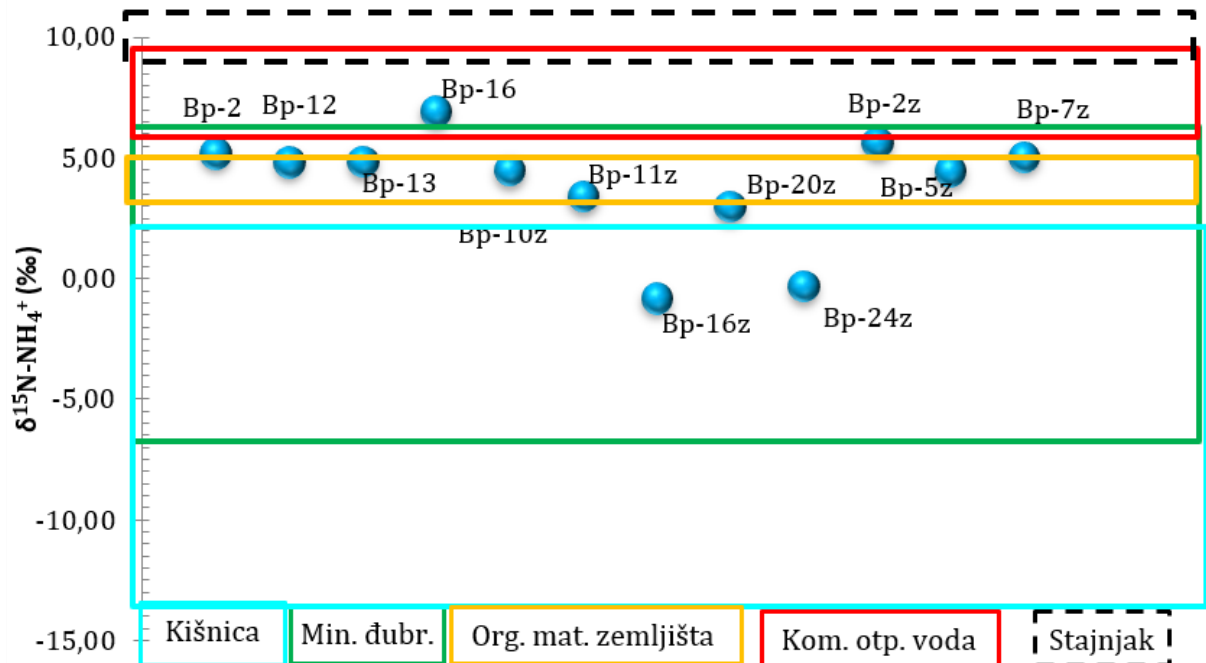 10,00
5,00
0,00
-5,00
-10,00
-15,00
δ¹⁵N-NH₄⁺ (‰)
Bp-2
Bp-12
Bp-13
Bp-16
Bp-10z
Bp-11z
Bp-16z
Bp-20z
Bp-24z
Bp-2z
Bp-5z
Bp-7z
Kišnica
Min. đubr.
Org. mat. zemljišta
Kom. otp. voda
Stajnjak